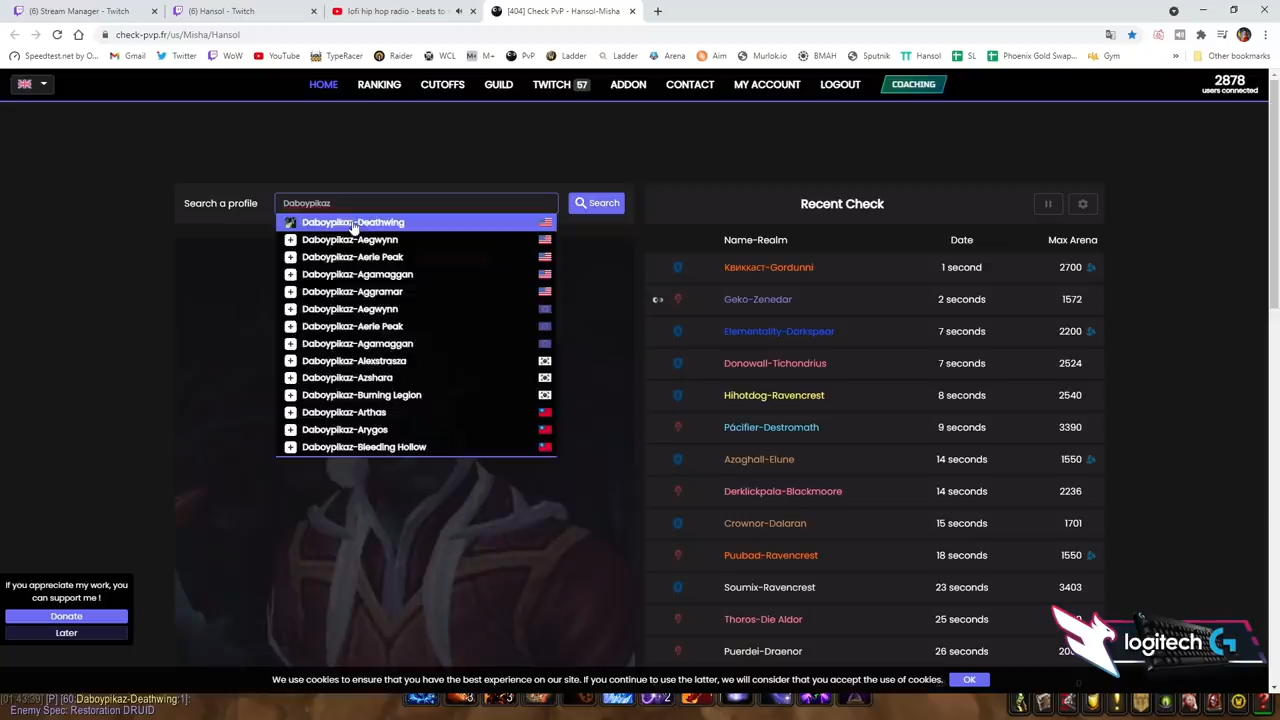 (6) Stream Manager - Twitch
(2) Hansol - Twitch
lofi hip hop radio - beats to
[404] Check PvP - Hansol-Misha
check-pvp.fr/us/Misha/Hansol
Speedtest.net by O...
Gmail
Twitter
WoW
YouTube
TypeRacer
Raider
WCL
M+
PvP
Ladder
Ladder
Arena
Aim
Murlok.io
BMAH
Sputnik
Hansol
SL
Phoenix Gold Swap...
Gym
»
Other bookmarks
HOME
RANKING
CUTOFFS
GUILD
TWITCH 57
ADDON
CONTACT
MY ACCOUNT
LOGOUT
COACHING
2878
users connected
Search a profile
Daboypikaz
Search
Daboypikaz-Deathwing
Daboypikaz-Aegwynn
Daboypikaz-Aerie Peak
Daboypikaz-Agamaggan
Daboypikaz-Aggramar
Daboypikaz-Aegwynn
Daboypikaz-Aerie Peak
Daboypikaz-Agamaggan
Daboypikaz-Alexstrasza
Daboypikaz-Azshara
Daboypikaz-Burning Legion
Daboypikaz-Arthas
Daboypikaz-Arygos
Daboypikaz-Bleeding Hollow
Recent Check
Name-Realm Date Max Arena
Квиккаст-Gordunni 1 second 2700
Geko-Zenedar 2 seconds 1572
Elementality-Darkspear 7 seconds 2200
Donowall-Tichondrius 7 seconds 2524
Hihotdog-Ravencrest 8 seconds 2540
Pácífier-Destromath 9 seconds 3390
Azaghall-Elune 14 seconds 1550
Derklickpala-Blackmoore 14 seconds 2236
Crownor-Dalaran 15 seconds 1701
Puubad-Ravencrest 18 seconds 1550
Soumix-Ravencrest 23 seconds 3403
Thoros-Die Aldor 25 seconds
Puerdei-Draenor 26 seconds
If you appreciate my work, you
can support me !
Donate
Later
logitech G
We use cookies to ensure that you have the best experience on our site. If you continue to use the latter, we will consider that you accept the use of cookies.
OK
[01:43:39] [P] [60:Daboypikaz-Deathwing:1]:
Enemy Spec: Restoration DRUID